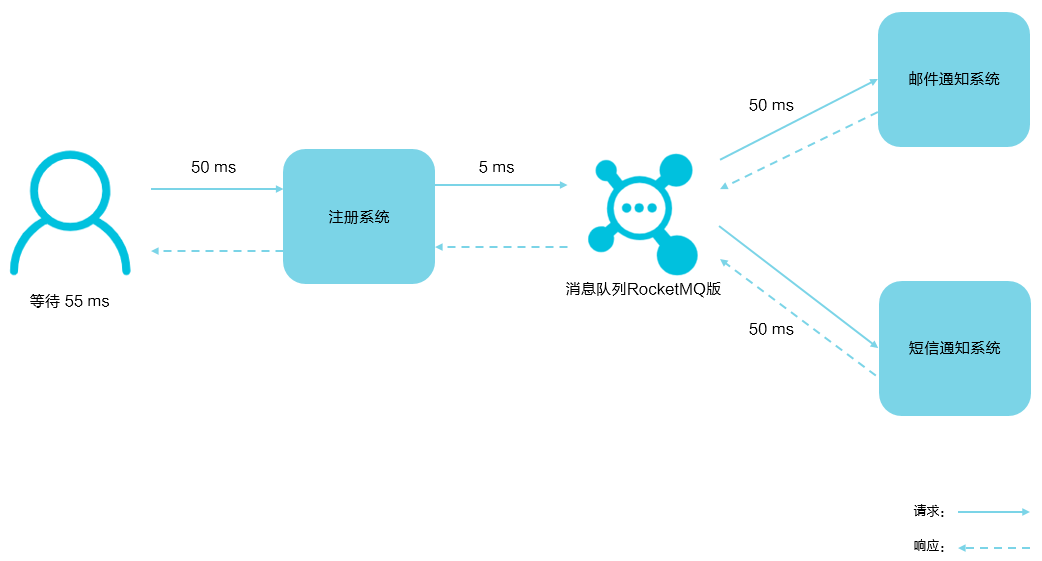 邮件通知系统
50 ms
50 ms
5 ms
注册系统
消息队列RocketMQ版
等待 55 ms
50 ms
短信通知系统
请求：
响应：